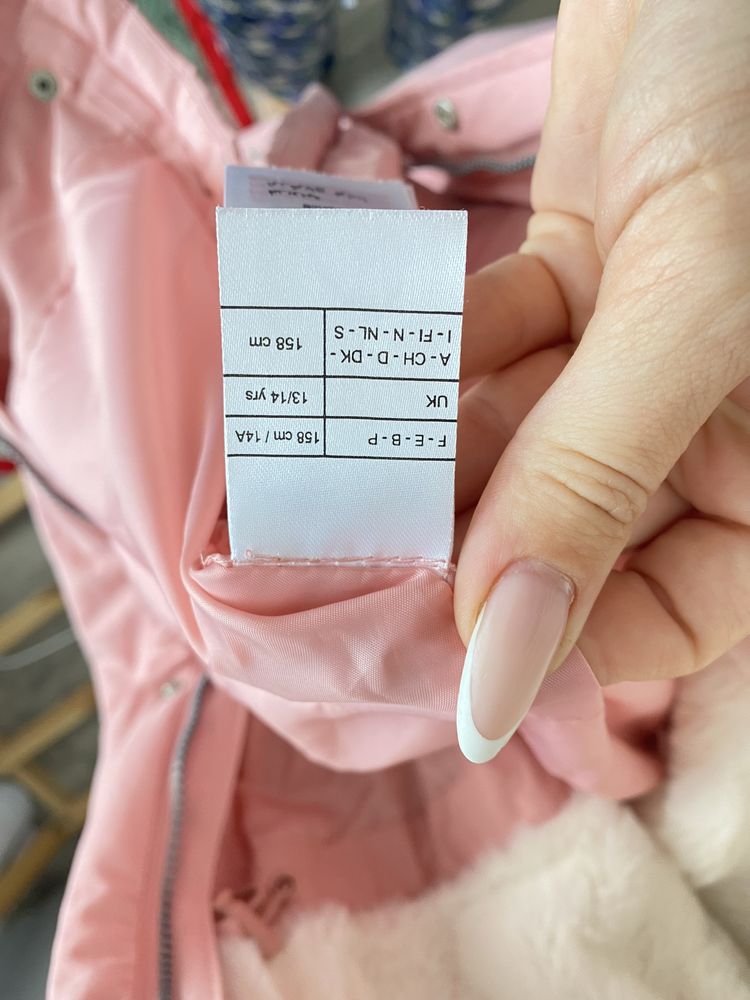 F - E - B - P 158 cm / 14A
UK 13/14 yrs
A - CH - D - DK - 158 cm
I - FI - N - NL - S